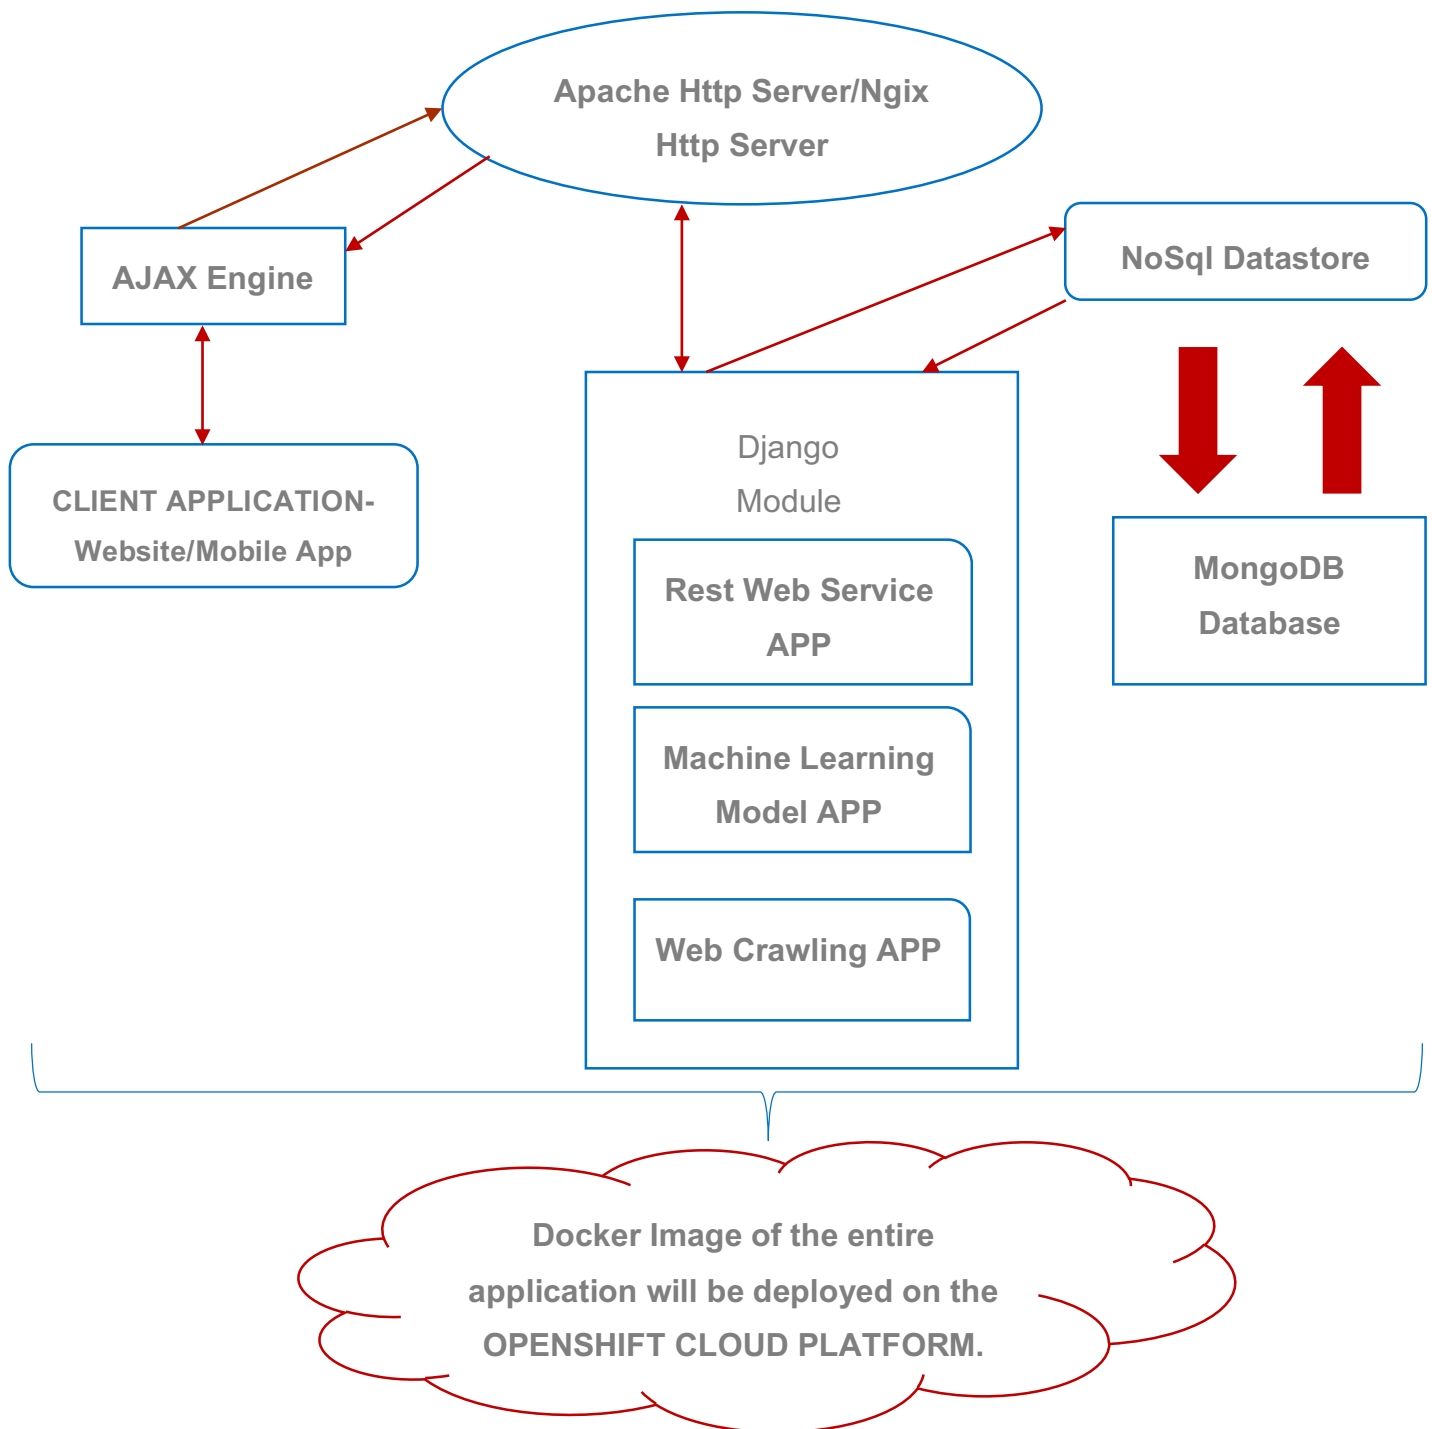 Apache Http Server/Ngix
Http Server
AJAX Engine
NoSql Datastore
CLIENT APPLICATION-
Website/Mobile App
Django
Module
Rest Web Service
APP
Machine Learning
Model APP
Web Crawling APP
MongoDB
Database
Docker Image of the entire
application will be deployed on the
OPENSHIFT CLOUD PLATFORM.